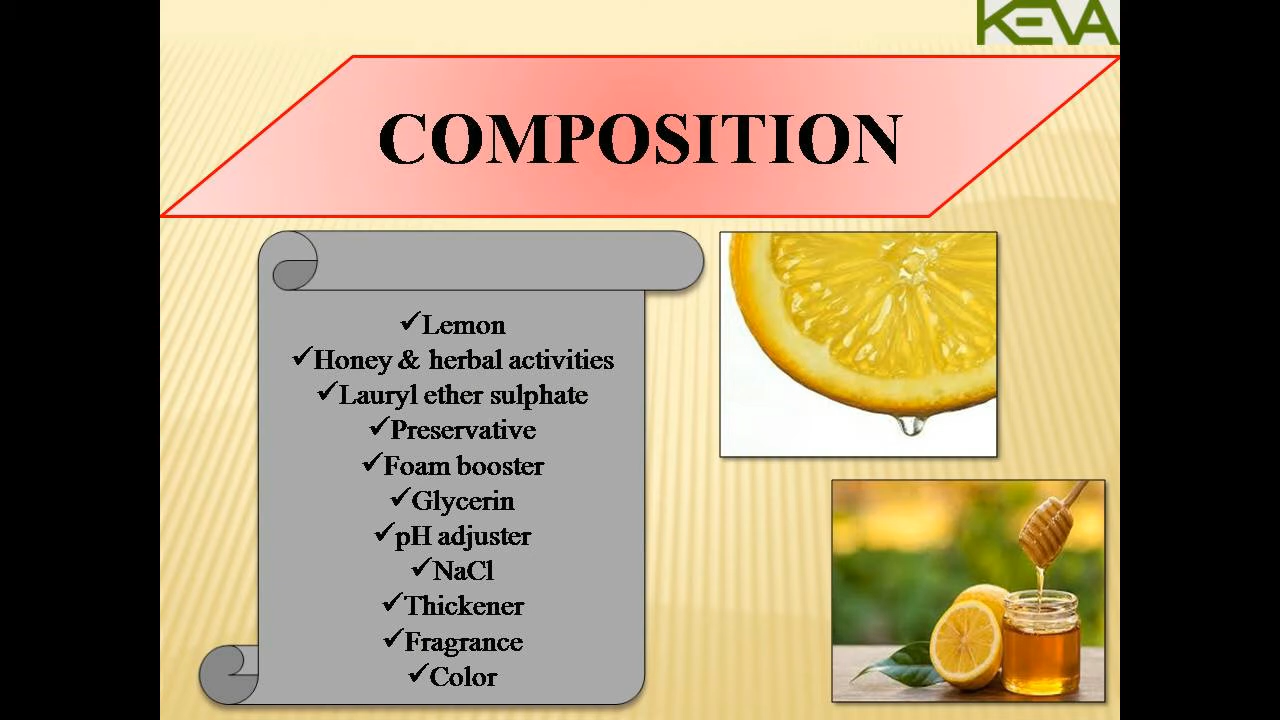 KEVA
COMPOSITION
✓Lemon
✓Honey & herbal activities
✓Lauryl ether sulphate
✓Preservative
✓Foam booster
✓Glycerin
✓pH adjuster
✓NaCl
✓Thickener
✓Fragrance
✓Color